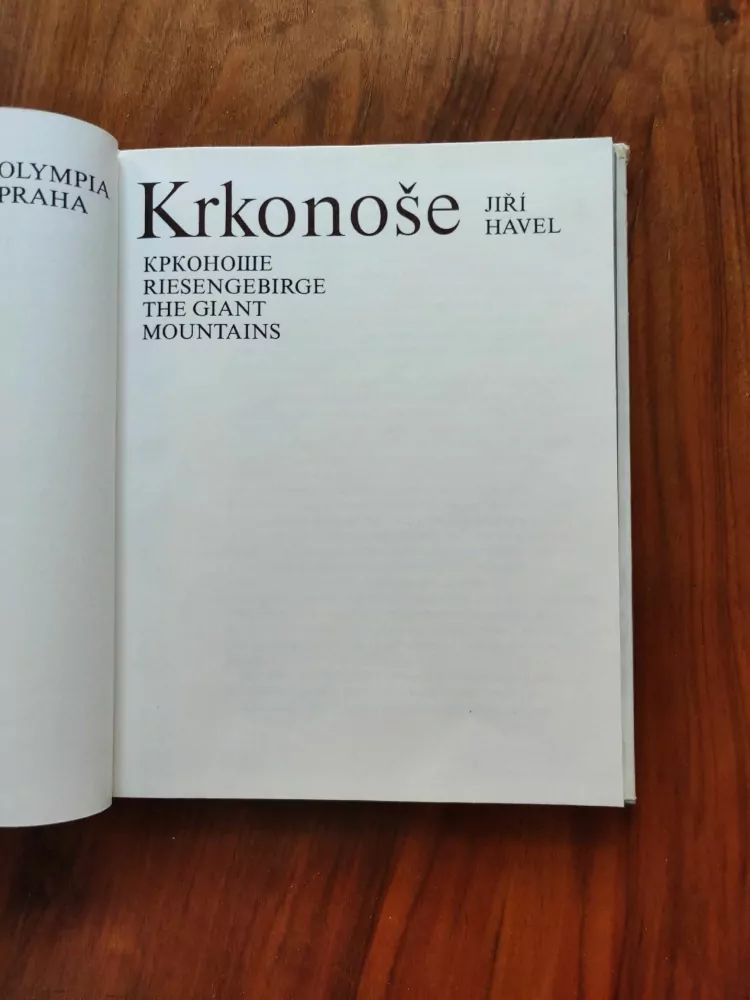 OLYMPIA
PRAHA
Krkonoše
JIŘÍ
HAVEL
КРКОНОШЕ
RIESENGEBIRGE
THE GIANT
MOUNTAINS